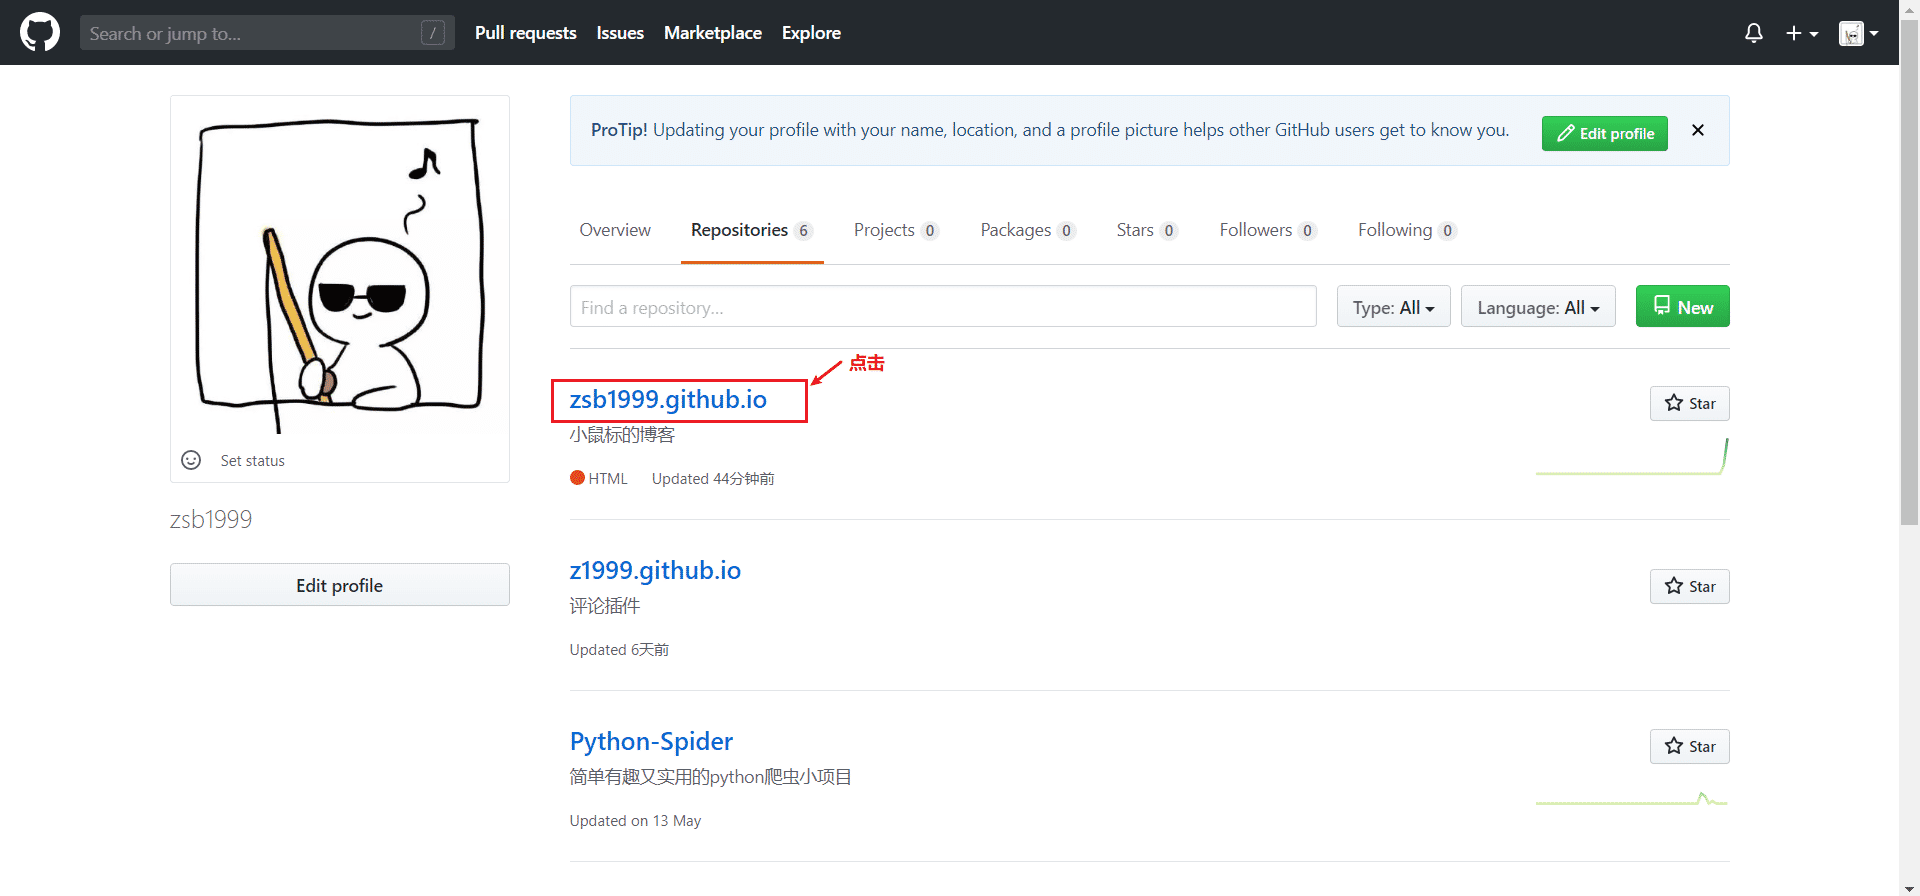 Search or jump to... /
Pull requests Issues Marketplace Explore
ProTip! Updating your profile with your name, location, and a profile picture helps other GitHub users get to know you.
Edit profile
Overview Repositories 6 Projects 0 Packages 0 Stars 0 Followers 0 Following 0
Find a repository...
Type: All
Language: All
New
点击
zsb1999.github.io
Star
小鼠标的博客
HTML Updated 44分钟前
Set status
zsb1999
Edit profile
z1999.github.io
Star
评论插件
Updated 6天前
Python-Spider
Star
简单有趣又实用的python爬虫小项目
Updated on 13 May